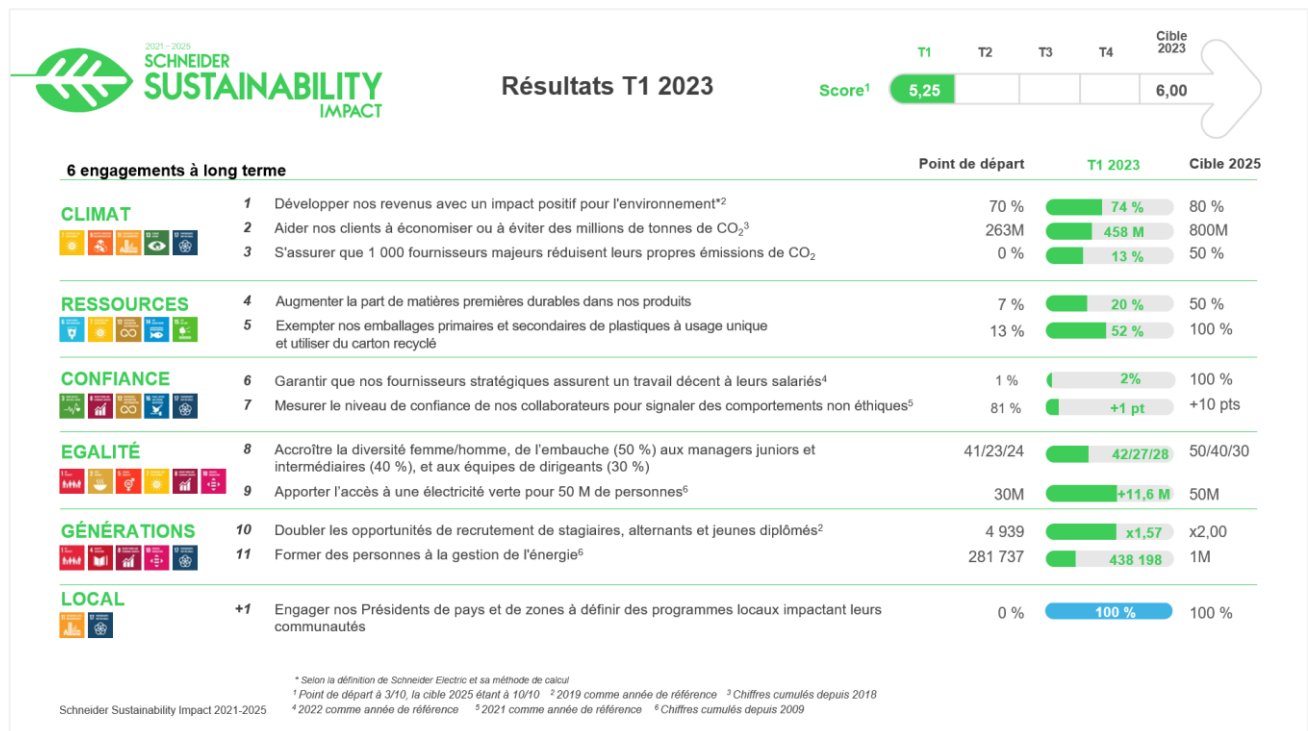 2021 – 2025
SCHNEIDER
SUSTAINABILITY
IMPACT
Résultats T1 2023
T1 T2 T3 T4 Cible 2023
Score¹ 5,25 6,00
6 engagements à long terme Point de départ T1 2023 Cible 2025
CLIMAT
1 Développer nos revenus avec un impact positif pour l'environnement*² 70 % 74 % 80 %
2 Aider nos clients à économiser ou à éviter des millions de tonnes de CO₂³ 263M 458 M 800M
3 S'assurer que 1 000 fournisseurs majeurs réduisent leurs propres émissions de CO₂ 0 % 13 % 50 %
RESSOURCES
4 Augmenter la part de matières premières durables dans nos produits 7 % 20 % 50 %
5 Exempter nos emballages primaires et secondaires de plastiques à usage unique
et utiliser du carton recyclé 13 % 52 % 100 %
CONFIANCE
6 Garantir que nos fournisseurs stratégiques assurent un travail décent à leurs salariés⁴ 1 % 2% 100 %
7 Mesurer le niveau de confiance de nos collaborateurs pour signaler des comportements non éthiques⁵ 81 % +1 pt +10 pts
EGALITÉ
8 Accroître la diversité femme/homme, de l'embauche (50 %) aux managers juniors et
intermédiaires (40 %), et aux équipes de dirigeants (30 %) 41/23/24 42/27/28 50/40/30
9 Apporter l'accès à une électricité verte pour 50 M de personnes⁶ 30M +11,6 M 50M
GÉNÉRATIONS
10 Doubler les opportunités de recrutement de stagiaires, alternants et jeunes diplômés² 4 939 x1,57 x2,00
11 Former des personnes à la gestion de l'énergie⁶ 281 737 438 198 1M
LOCAL
+1 Engager nos Présidents de pays et de zones à définir des programmes locaux impactant leurs
communautés 0 % 100 % 100 %
* Selon la définition de Schneider Electric et sa méthode de calcul
¹ Point de départ à 3/10, la cible 2025 étant à 10/10 ² 2019 comme année de référence ³ Chiffres cumulés depuis 2018
Schneider Sustainability Impact 2021-2025 ⁴ 2022 comme année de référence ⁵ 2021 comme année de référence ⁶ Chiffres cumulés depuis 2009